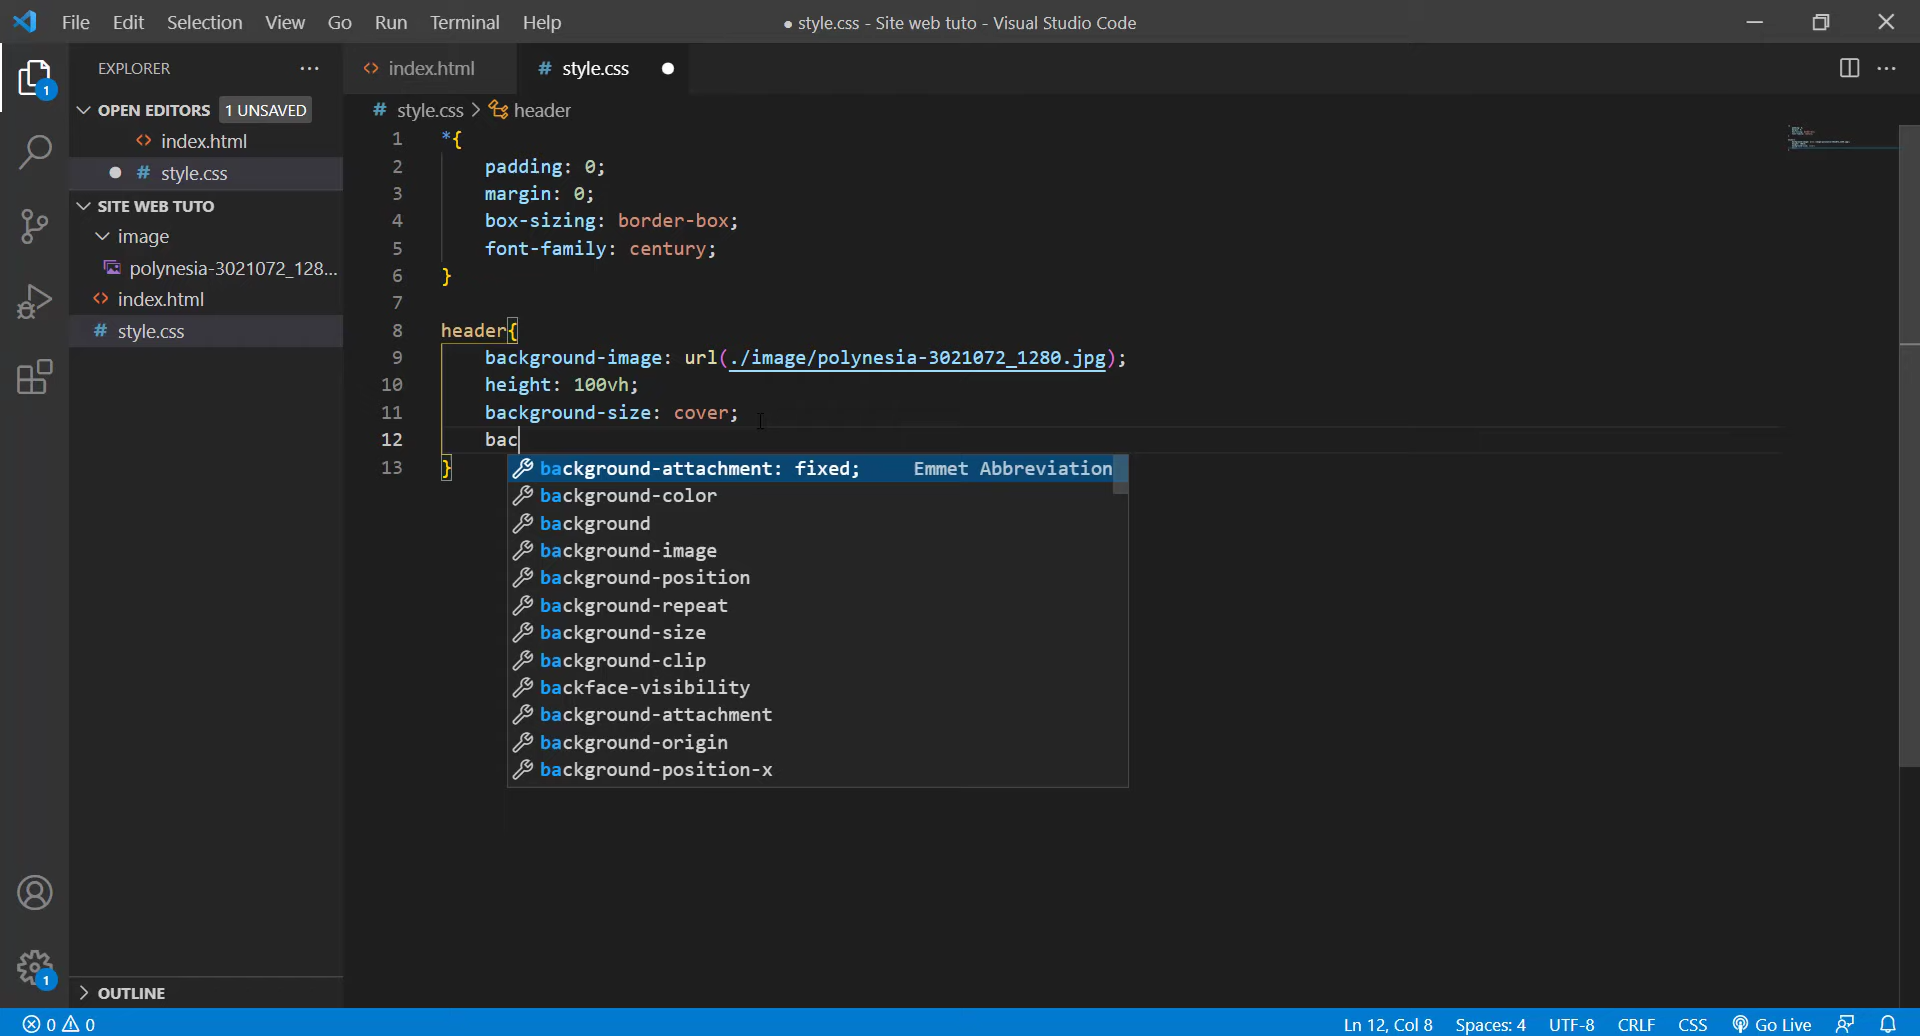 File Edit Selection View Go Run Terminal Help
● style.css - Site web tuto - Visual Studio Code
EXPLORER
OPEN EDITORS 1 UNSAVED
index.html
style.css
SITE WEB TUTO
image
polynesia-3021072_128...
index.html
style.css
OUTLINE
1
1
index.html
style.css
style.css > header
1 *{
2 padding: 0;
3 margin: 0;
4 box-sizing: border-box;
5 font-family: century;
6 }
7
8 header{
9 background-image: url(./image/polynesia-3021072_1280.jpg);
10 height: 100vh;
11 background-size: cover;
12 bac
13 }
background-attachment: fixed; Emmet Abbreviation
background-color
background
background-image
background-position
background-repeat
background-size
background-clip
backface-visibility
background-attachment
background-origin
background-position-x
0 0
Ln 12, Col 8 Spaces: 4 UTF-8 CRLF CSS Go Live